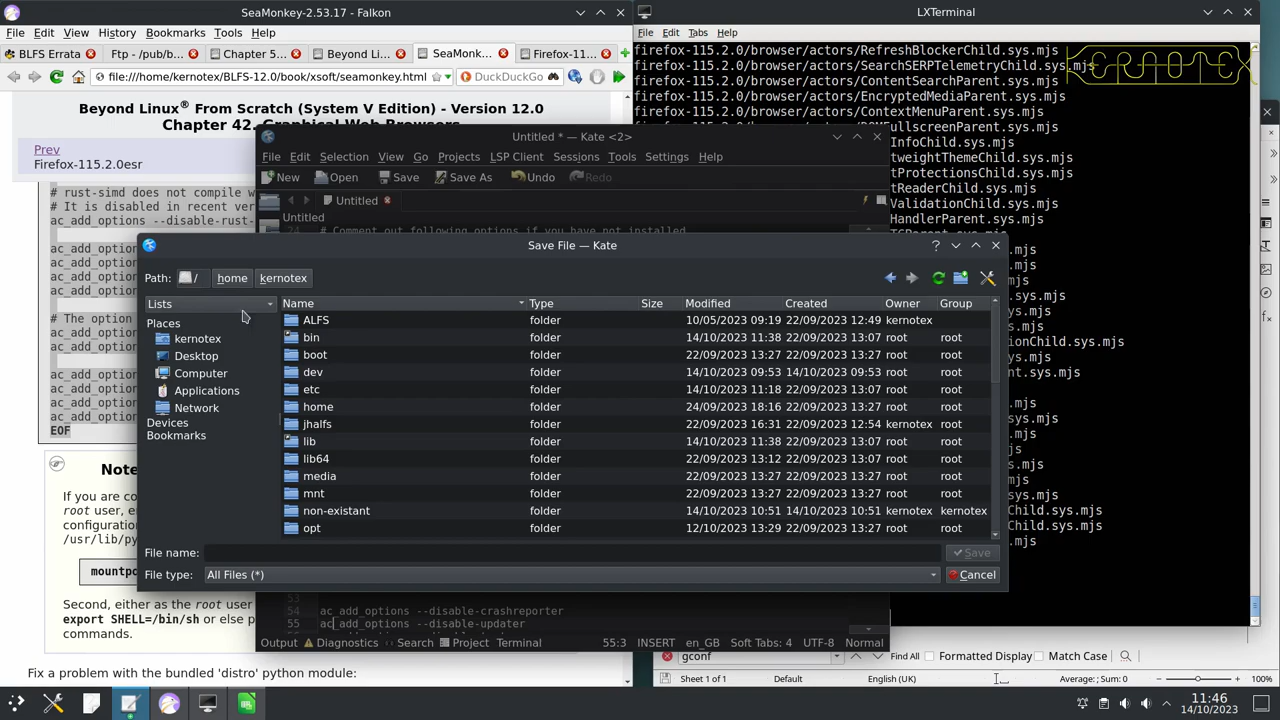 SeaMonkey-2.53.17 - Falkon
File Edit View History Bookmarks Tools Help
BLFS Errata
Ftp - /pub/b...
Chapter 5...
Beyond Li...
SeaMonk...
Firefox-11...
file:///home/kernotex/BLFS-12.0/book/xsoft/seamonkey.html
DuckDuckGo
Beyond Linux® From Scratch (System V Edition) - Version 12.0
Chapter 42. Graphical Web Browsers
Prev
Firefox-115.2.0esr
# rust-simd does not compile w
# It is disabled in recent ver
ac_add_options --disable-rust-
ac_add_option
ac_add_option
ac_add_option
ac_add_option
# The option
ac_add_option
ac_add_option
ac_add_option
ac_add_option
EOF
Note
If you are co
root user, en
configuration
/usr/lib/py
mountpo
Second, either as the root user
export SHELL=/bin/sh or else p
commands.
Fix a problem with the bundled 'distro' python module:
LXTerminal
File Edit Tabs Help
firefox-115.2.0/browser/actors/RefreshBlockerChild.sys.mjs
firefox-115.2.0/browser/actors/SearchSERPTelemetryChild.sys.mjs
firefox-115.2.0/browser/actors/ContentSearchParent.sys.mjs
firefox-115.2.0/browser/actors/EncryptedMediaParent.sys.mjs
firefox-115.2.0/browser/actors/ContextMenuParent.sys.mjs
FullscreenParent.sys.mjs
InfoChild.sys.mjs
tweightThemeChild.sys.mjs
tProtectionsChild.sys.mjs
tReaderChild.sys.mjs
ValidationChild.sys.mjs
HandlerParent.sys.mjs
KERNOTEX
Untitled * — Kate <2>
File Edit Selection View Go Projects LSP Client Sessions Tools Settings Help
New Open Save Save As Undo Redo
Untitled
Untitled
24 # Comment out following options if you have not installed
Save File — Kate
Path: / home kernotex
Lists
Places
kernotex
Desktop
Computer
Applications
Network
Devices
Bookmarks
Name Type Size Modified Created Owner Group
ALFS folder 10/05/2023 09:19 22/09/2023 12:49 kernotex
bin folder 14/10/2023 11:38 22/09/2023 13:07 root root
boot folder 22/09/2023 13:27 22/09/2023 13:27 root root
dev folder 14/10/2023 09:53 14/10/2023 09:53 root root
etc folder 14/10/2023 11:18 22/09/2023 13:07 root root
home folder 24/09/2023 18:16 22/09/2023 13:27 root root
jhalfs folder 22/09/2023 16:31 22/09/2023 12:54 kernotex root
lib folder 14/10/2023 11:38 22/09/2023 13:07 root root
lib64 folder 22/09/2023 13:12 22/09/2023 13:07 root root
media folder 22/09/2023 13:27 22/09/2023 13:27 root root
mnt folder 22/09/2023 13:27 22/09/2023 13:27 root root
non-existant folder 14/10/2023 10:51 14/10/2023 10:51 kernotex kernotex
opt folder 12/10/2023 13:29 22/09/2023 13:27 root root
File name:
Save
File type: All Files (*)
Cancel
53
54 ac_add_options --disable-crashreporter
55 ac_add_options --disable-updater
Output Diagnostics Search Project Terminal 55:3 INSERT en_GB Soft Tabs: 4 UTF-8 Normal
ionChild.sys.mjs
nt.sys.mjs
Child.sys.mjs
Child.sys.mjs
gconf
Find All Formatted Display Match Case
Sheet 1 of 1 Default English (UK) Average: ; Sum: 0 100%
11:46
14/10/2023